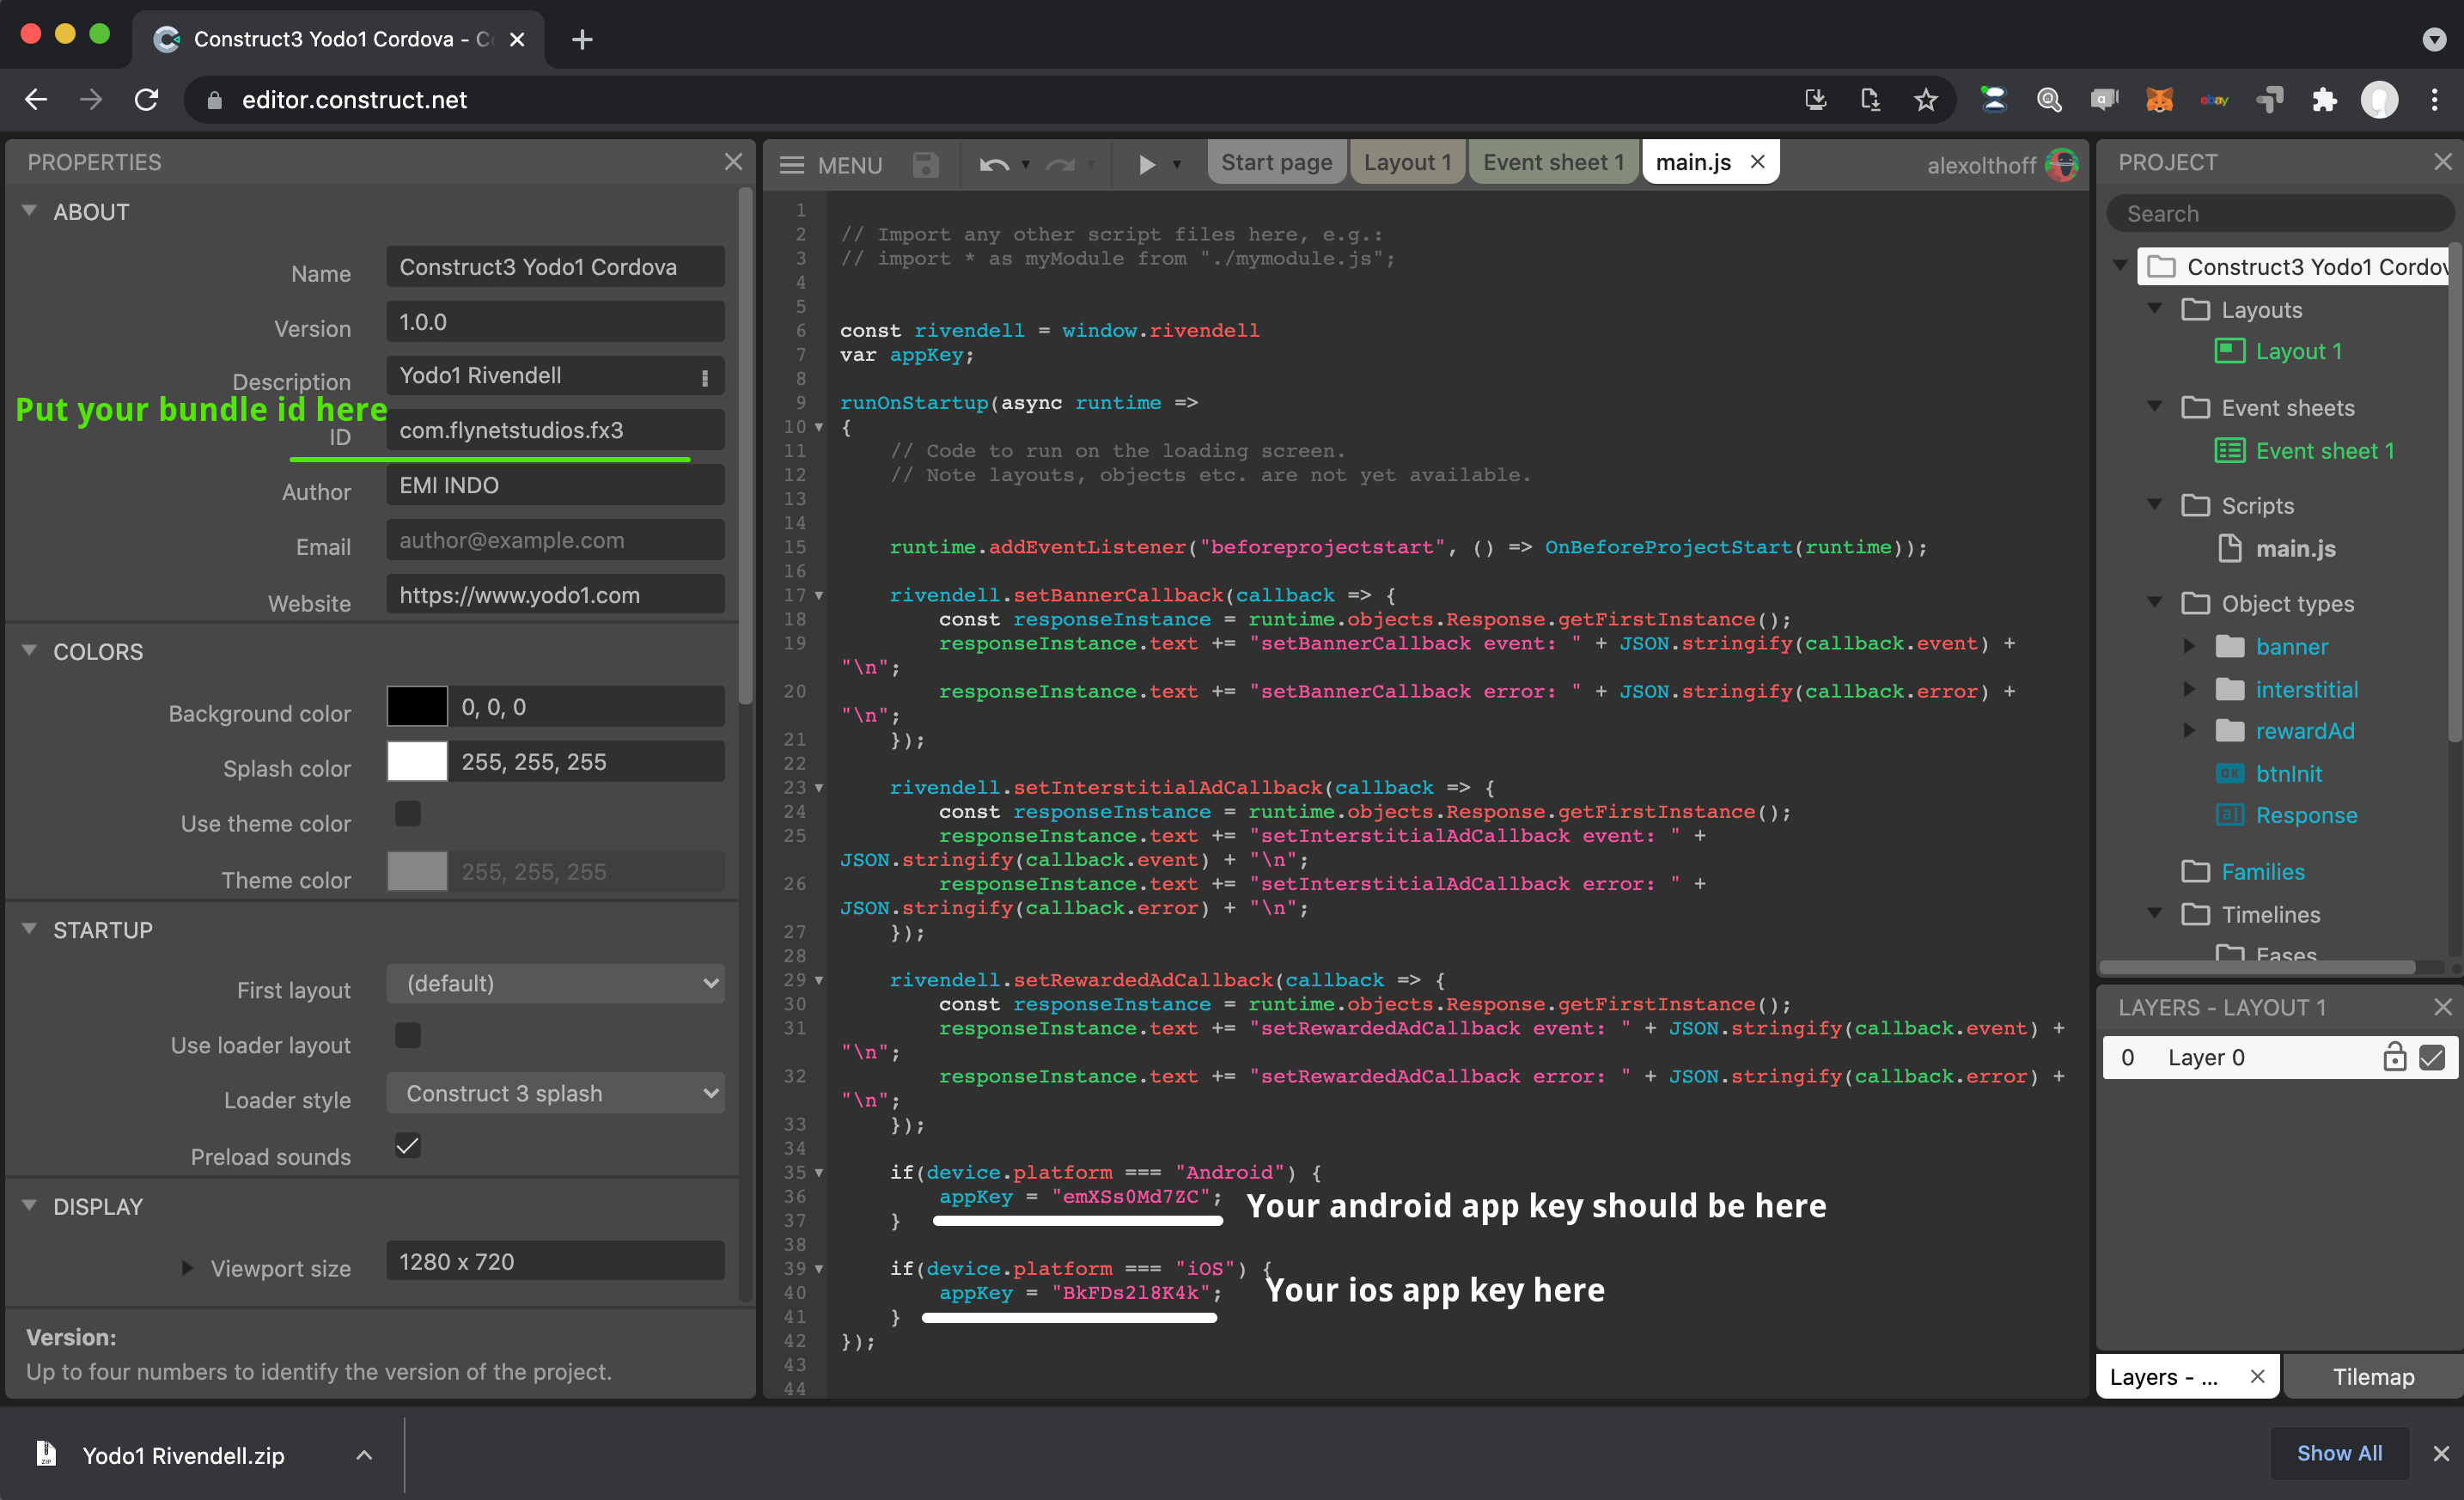 Construct3 Yodo1 Cordova - Co
editor.construct.net
ebay
PROPERTIES
ABOUT
Name
Construct3 Yodo1 Cordova
Version
1.0.0
Description
Yodo1 Rivendell
Put your bundle id here
ID
com.flynetstudios.fx3
Author
EMI INDO
Email
author@example.com
Website
https://www.yodo1.com
COLORS
Background color
0, 0, 0
Splash color
255, 255, 255
Use theme color
Theme color
255, 255, 255
STARTUP
First layout
(default)
Use loader layout
Loader style
Construct 3 splash
Preload sounds
DISPLAY
Viewport size
1280 x 720
Version:
Up to four numbers to identify the version of the project.
MENU
Start page
Layout 1
Event sheet 1
main.js
alexolthoff
1
2 // Import any other script files here, e.g.:
3 // import * as myModule from "./mymodule.js";
4
5
6 const rivendell = window.rivendell
7 var appKey;
8
9 runOnStartup(async runtime =>
10 {
11 // Code to run on the loading screen.
12 // Note layouts, objects etc. are not yet available.
13
14
15 runtime.addEventListener("beforeprojectstart", () => OnBeforeProjectStart(runtime));
16
17 rivendell.setBannerCallback(callback => {
18 const responseInstance = runtime.objects.Response.getFirstInstance();
19 responseInstance.text += "setBannerCallback event: " + JSON.stringify(callback.event) +
"\n";
20 responseInstance.text += "setBannerCallback error: " + JSON.stringify(callback.error) +
"\n";
21 });
22
23 rivendell.setInterstitialAdCallback(callback => {
24 const responseInstance = runtime.objects.Response.getFirstInstance();
25 responseInstance.text += "setInterstitialAdCallback event: " +
JSON.stringify(callback.event) + "\n";
26 responseInstance.text += "setInterstitialAdCallback error: " +
JSON.stringify(callback.error) + "\n";
27 });
28
29 rivendell.setRewardedAdCallback(callback => {
30 const responseInstance = runtime.objects.Response.getFirstInstance();
31 responseInstance.text += "setRewardedAdCallback event: " + JSON.stringify(callback.event) +
"\n";
32 responseInstance.text += "setRewardedAdCallback error: " + JSON.stringify(callback.error) +
"\n";
33 });
34
35 if(device.platform === "Android") {
36 appKey = "emXSs0Md7ZC";
Your android app key should be here
37 }
38
39 if(device.platform === "iOS") {
40 appKey = "BkFDs2l8K4k";
Your ios app key here
41 }
42 });
43
44
PROJECT
Search
Construct3 Yodo1 Cordov
Layouts
Layout 1
Event sheets
Event sheet 1
Scripts
main.js
Object types
banner
interstitial
rewardAd
OK
btnInit
a|
Response
Families
Timelines
Eases
LAYERS - LAYOUT 1
0 Layer 0
Layers - ...
Tilemap
ZIP
Yodo1 Rivendell.zip
Show All